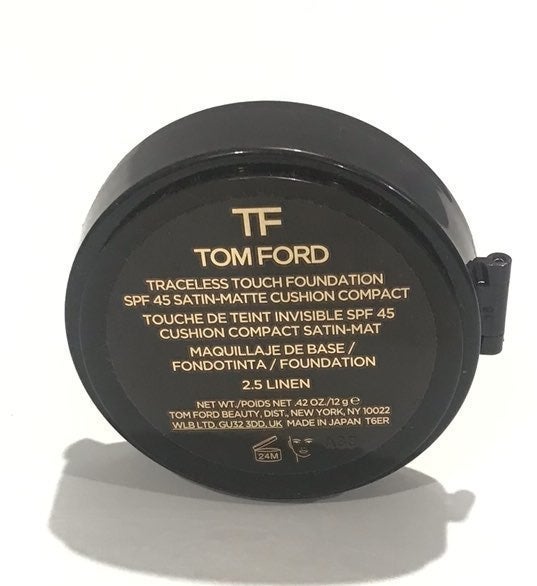 TF
TOM FORD
TRACELESS TOUCH FOUNDATION
SPF 45 SATIN-MATTE CUSHION COMPACT
TOUCHE DE TEINT INVISIBLE SPF 45
CUSHION COMPACT SATIN-MAT
MAQUILLAJE DE BASE /
FONDOTINTA / FOUNDATION
2.5 LINEN
NET WT./POIDS NET .42 OZ./12 g ℮
TOM FORD BEAUTY, DIST., NEW YORK, NY 10022
WLB LTD, GU32 3DD, UK MADE IN JAPAN T6ER
24M